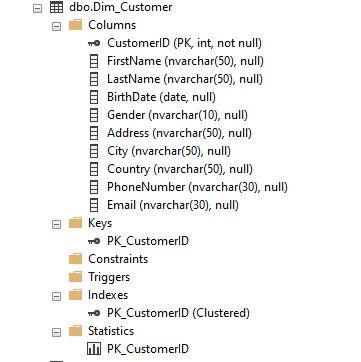 dbo.Dim_Customer
Columns
CustomerID (PK, int, not null)
FirstName (nvarchar(50), null)
LastName (nvarchar(50), null)
BirthDate (date, null)
Gender (nvarchar(10), null)
Address (nvarchar(50), null)
City (nvarchar(50), null)
Country (nvarchar(50), null)
PhoneNumber (nvarchar(30), null)
Email (nvarchar(30), null)
Keys
PK_CustomerID
Constraints
Triggers
Indexes
PK_CustomerID (Clustered)
Statistics
PK_CustomerID